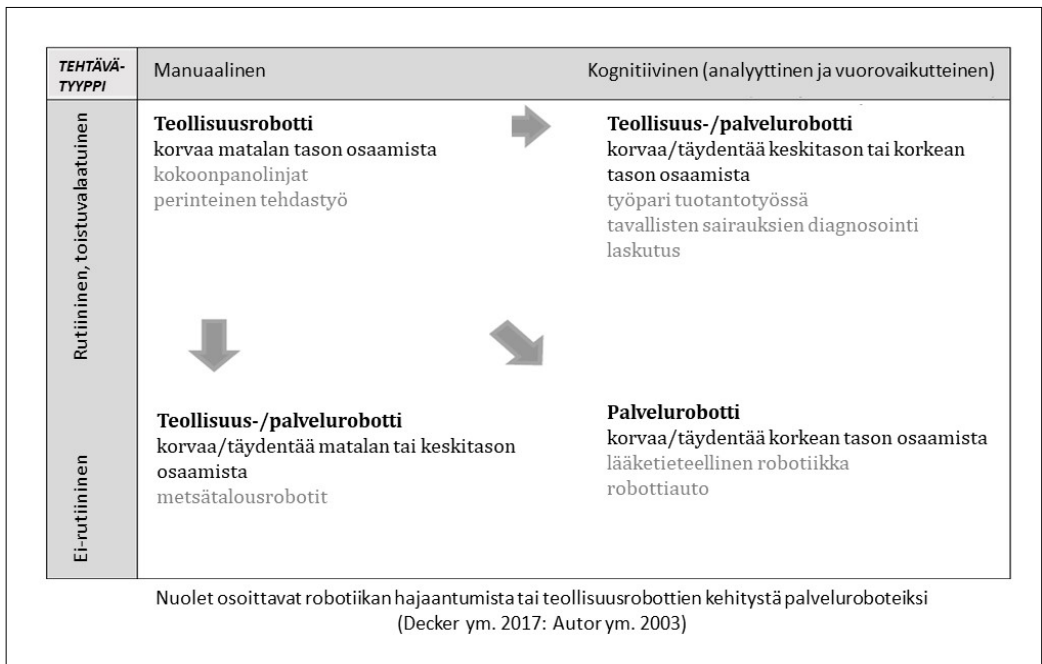 TEHTÄVÄ-
TYYPPI
Manuaalinen
Kognitiivinen (analyyttinen ja vuorovaikutteinen)
Rutiininen, toistuvalaatuinen
Teollisuusrobotti
korvaa matalan tason osaamista
kokoonpanolinjat
perinteinen tehdastyö
Teollisuus-/palvelurobotti
korvaa/täydentää keskitason tai korkean
tason osaamista
työpari tuotantotyössä
tavallisten sairauksien diagnosointi
laskutus
Ei-rutiininen
Teollisuus-/palvelurobotti
korvaa/täydentää matalan tai keskitason
osaamista
metsätalousrobotit
Palvelurobotti
korvaa/täydentää korkean tason osaamista
lääketieteellinen robotiikka
robottiauto
Nuolet osoittavat robotiikan hajaantumista tai teollisuusrobottien kehitystä palveluroboteiksi
(Decker ym. 2017: Autor ym. 2003)